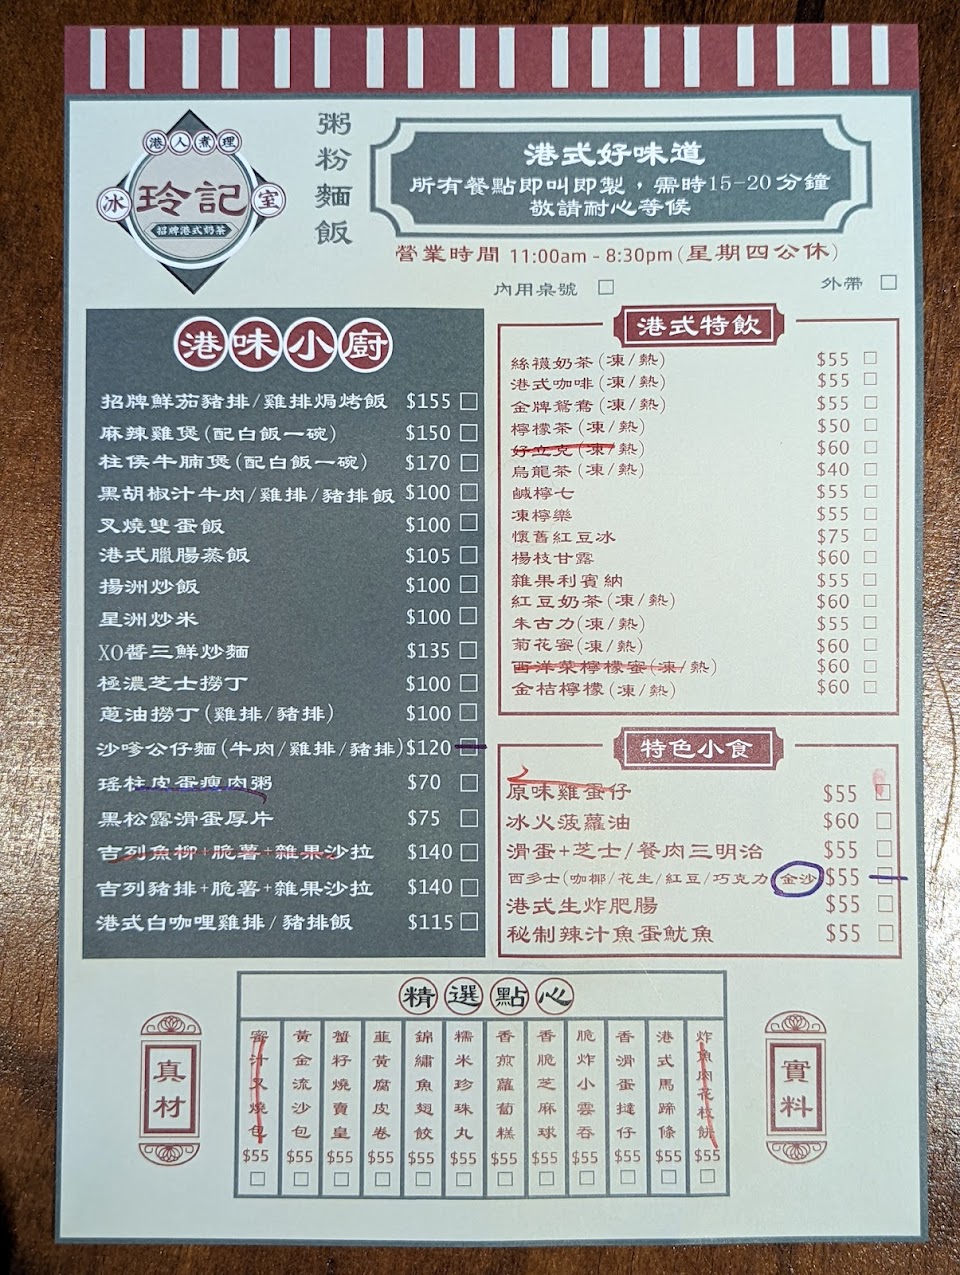 港人煮理
冰玲記室
招牌港式奶茶
粥粉麵飯
港式好味道
所有餐點即叫即製，需時15-20分鐘
敬請耐心等候
營業時間 11:00am - 8:30pm(星期四公休)
內用桌號 □ 外帶 □
港味小廚
招牌鮮茄豬排/雞排焗烤飯 $155 □
麻辣雞煲(配白飯一碗) $150 □
柱侯牛腩煲(配白飯一碗) $170 □
黑胡椒汁牛肉/雞排/豬排飯 $100 □
叉燒雙蛋飯 $100 □
港式臘腸蒸飯 $105 □
揚洲炒飯 $100 □
星洲炒米 $100 □
XO醬三鮮炒麵 $135 □
極濃芝士撈丁 $100 □
蔥油撈丁(雞排/豬排) $100 □
沙嗲公仔麵(牛肉/雞排/豬排) $120 □
瑤柱皮蛋瘦肉粥 $70 □
黑松露滑蛋厚片 $75 □
吉列魚柳+脆薯+雜果沙拉 $140 □
吉列豬排+脆薯+雜果沙拉 $140 □
港式白咖哩雞排/豬排飯 $115 □
港式特飲
絲襪奶茶(凍/熱) $55 □
港式咖啡(凍/熱) $55 □
金牌鴛鴦(凍/熱) $55 □
檸檬茶(凍/熱) $50 □
好立克(凍/熱) $60 □
烏龍茶(凍/熱) $40 □
鹹檸七 $55 □
凍檸樂 $55 □
懷舊紅豆冰 $75 □
楊枝甘露 $60 □
雜果利賓納 $55 □
紅豆奶茶(凍/熱) $60 □
朱古力(凍/熱) $55 □
菊花蜜(凍/熱) $60 □
西洋菜檸檬蜜(凍/熱) $60 □
金桔檸檬(凍/熱) $60 □
特色小食
原味雞蛋仔 $55 □
冰火菠蘿油 $60 □
滑蛋+芝士/餐肉三明治 $55 □
西多士(咖椰/花生/紅豆/巧克力/金沙) $55 □
港式生炸肥腸 $55 □
秘制辣汁魚蛋魷魚 $55 □
精選點心
蜜汁叉燒包 $55 □
黃金流沙包 $55 □
蟹籽燒賣皇 $55 □
韮黃腐皮卷 $55 □
錦繡魚翅餃 $55 □
糯米珍珠丸 $55 □
香煎蘿蔔糕 $55 □
香脆芝麻球 $55 □
脆炸小雲吞 $55 □
香滑蛋撻仔 $55 □
港式馬蹄條 $55 □
炸魚肉花枝餅 $55 □
真材
實料